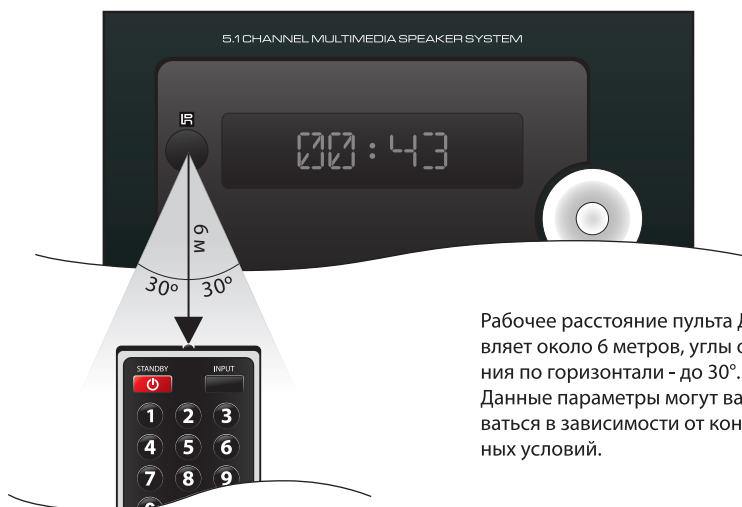 5.1 CHANNEL MULTIMEDIA SPEAKER SYSTEM
IR
00:43
6 м
30° 30°
Рабочее расстояние пульта
вляет около 6 метров, углы
ния по горизонтали - до 30°.
Данные параметры могут
ваться в зависимости от
ных условий.
STANDBY INPUT
1 2 3
4 5 6
7 8 9